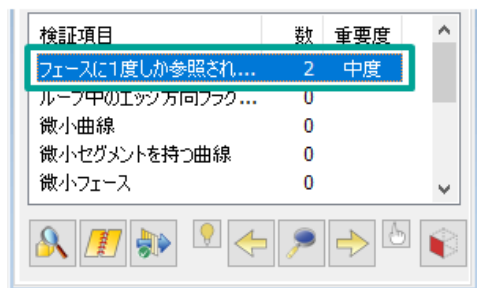 検証項目 数 重要度
フェースに1度しか参照され... 2 中度
ループ中のエッジ方向フラグ... 0
微小曲線 0
微小セグメントを持つ曲線 0
微小フェース 0